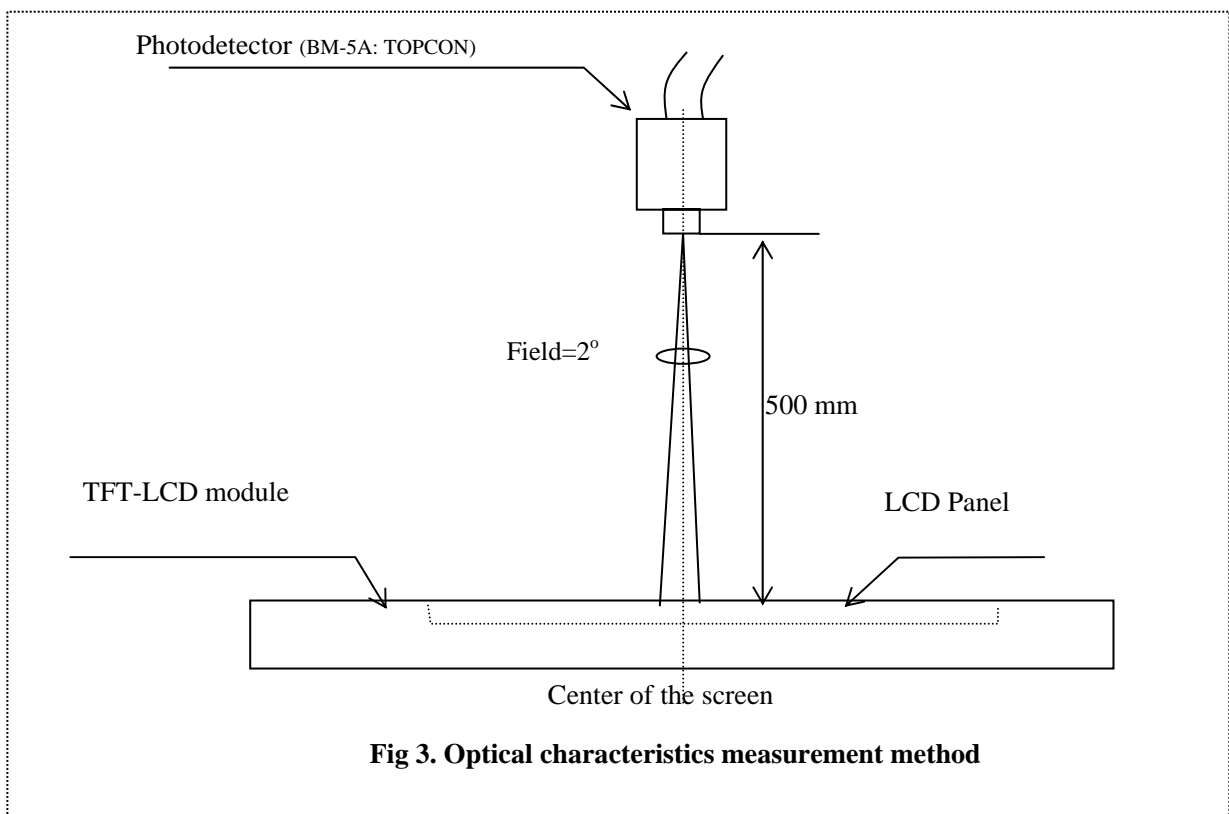 Photodetector (BM-5A: TOPCON)
Field=2°
500 mm
TFT-LCD module
LCD Panel
Center of the screen
Fig 3. Optical characteristics measurement method